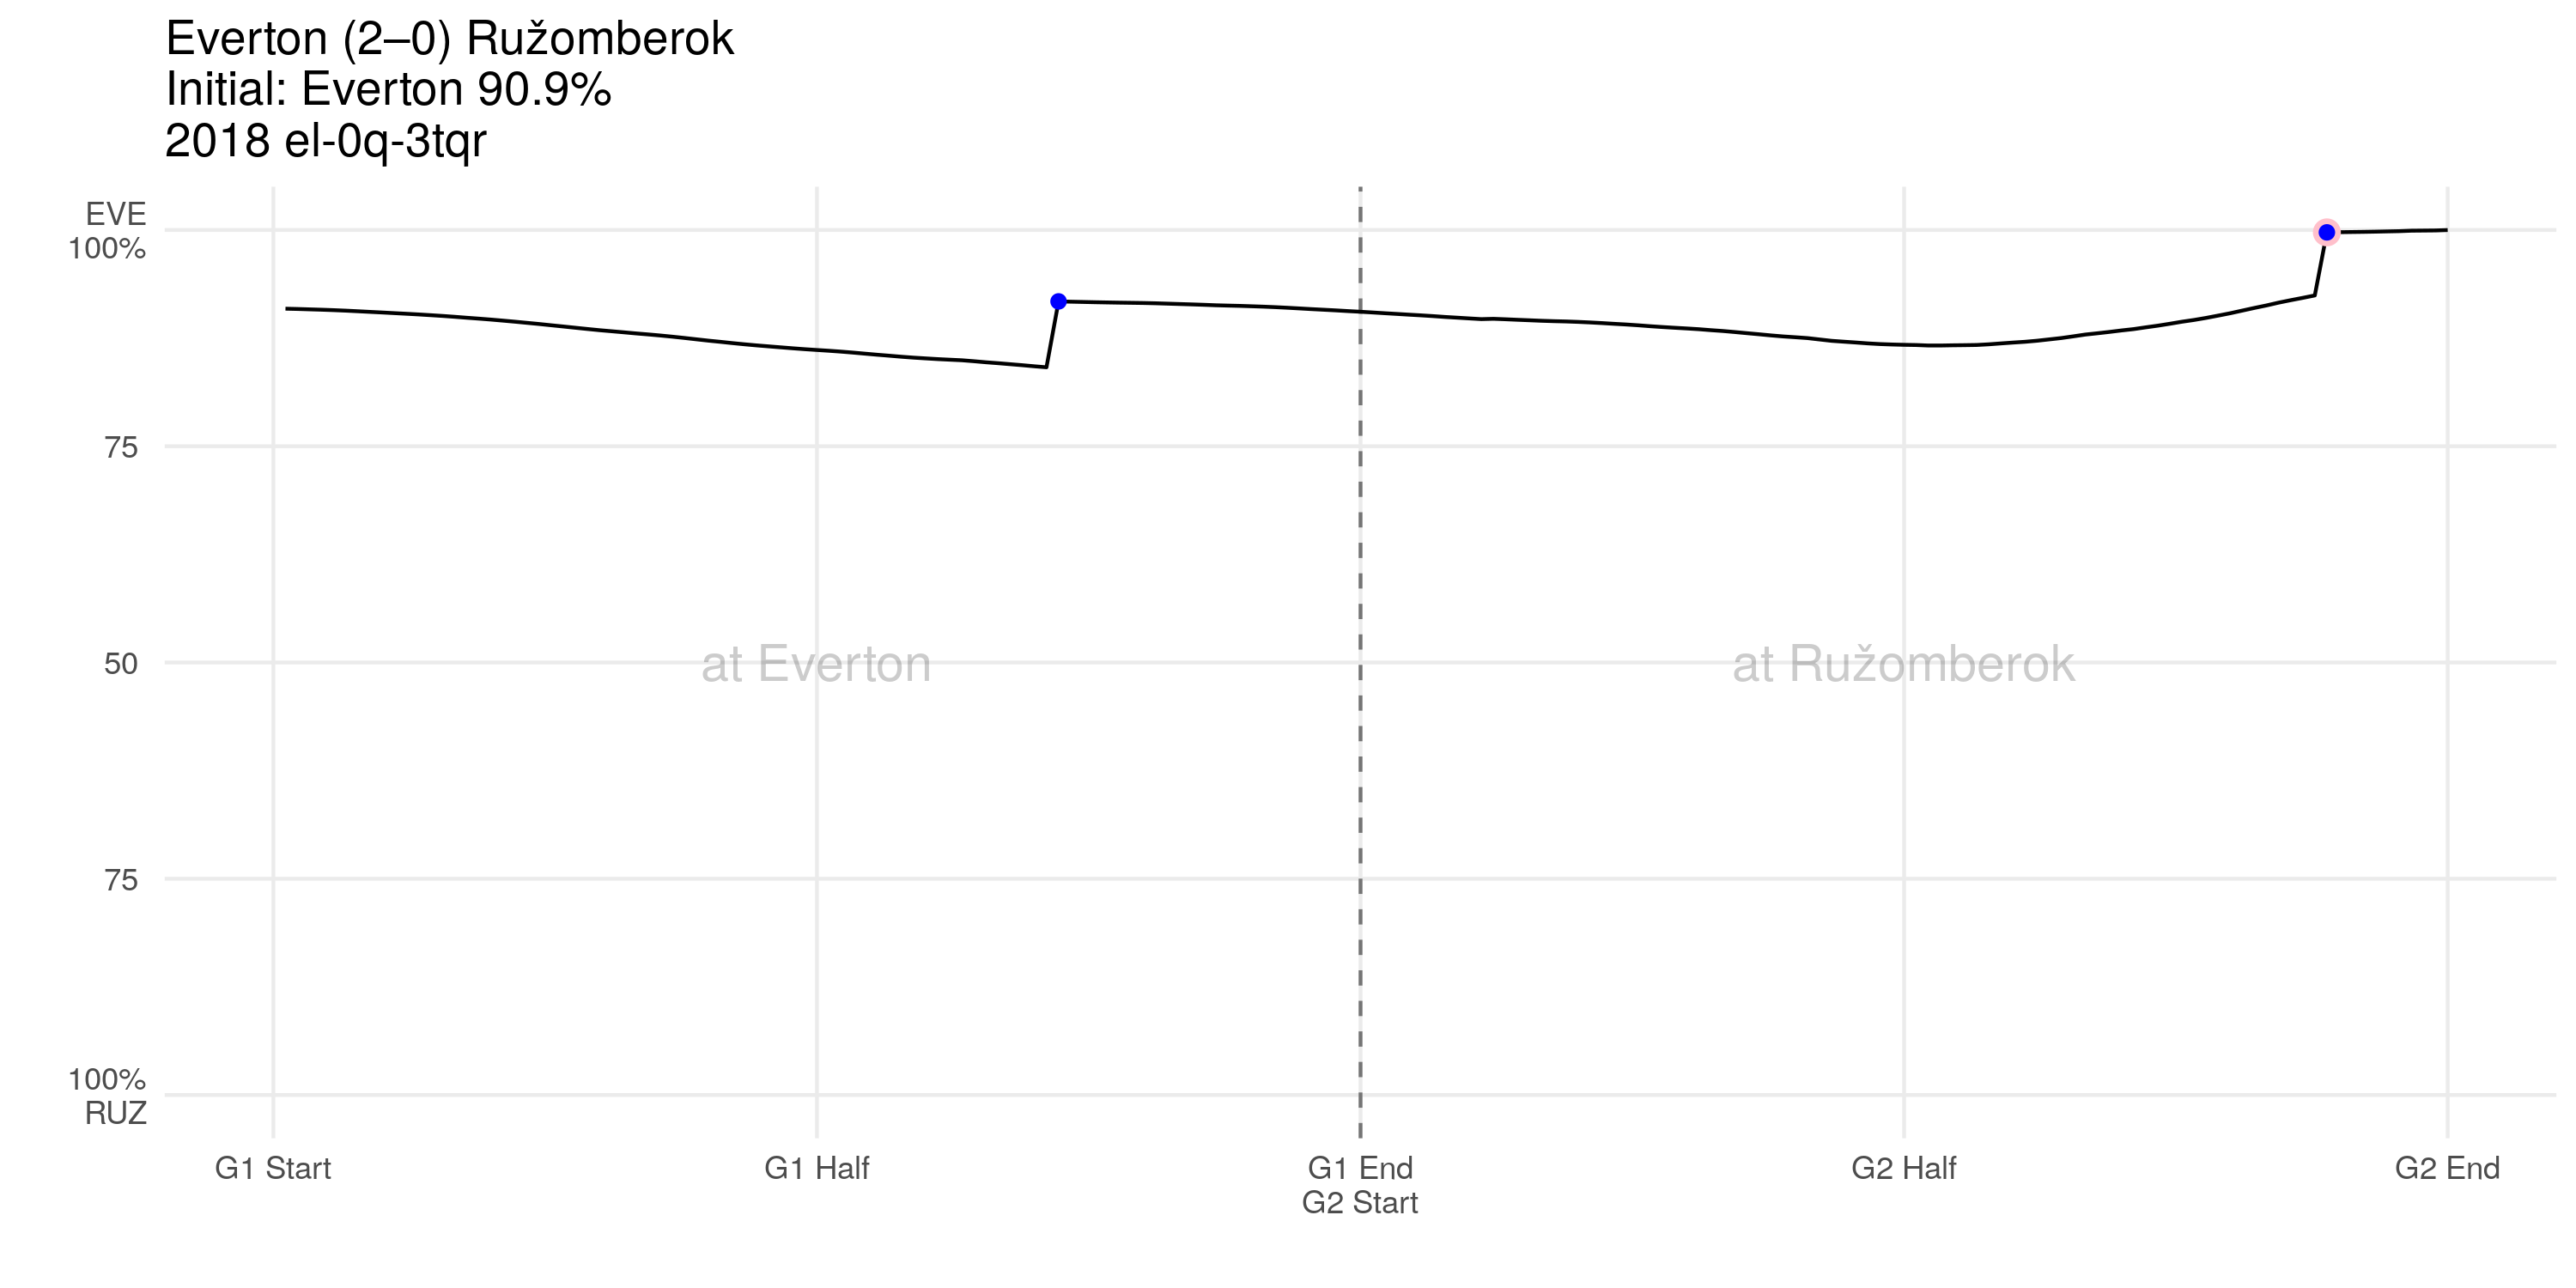 Everton (2–0) Ružomberok
Initial: Everton 90.9%
2018 el-0q-3tqr
EVE
100%
75
50
75
100%
RUZ
at Everton
at Ružomberok
G1 Start
G1 Half
G1 End
G2 Start
G2 Half
G2 End